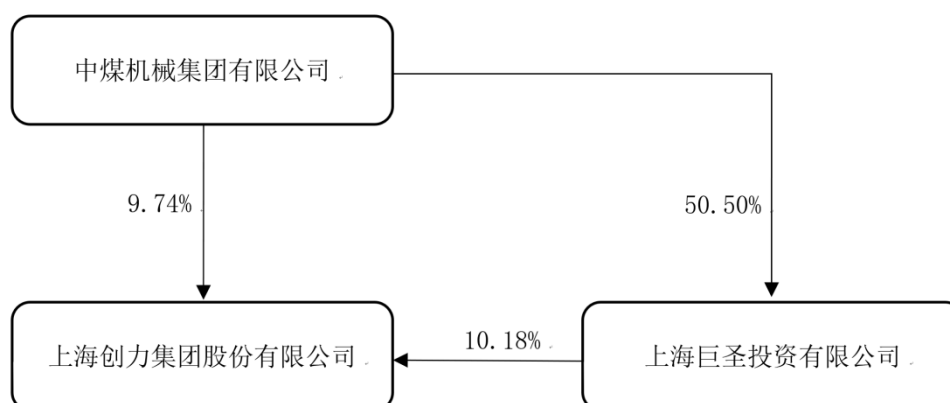 中煤机械集团有限公司
9.74%
50.50%
上海创力集团股份有限公司
10.18%
上海巨圣投资有限公司